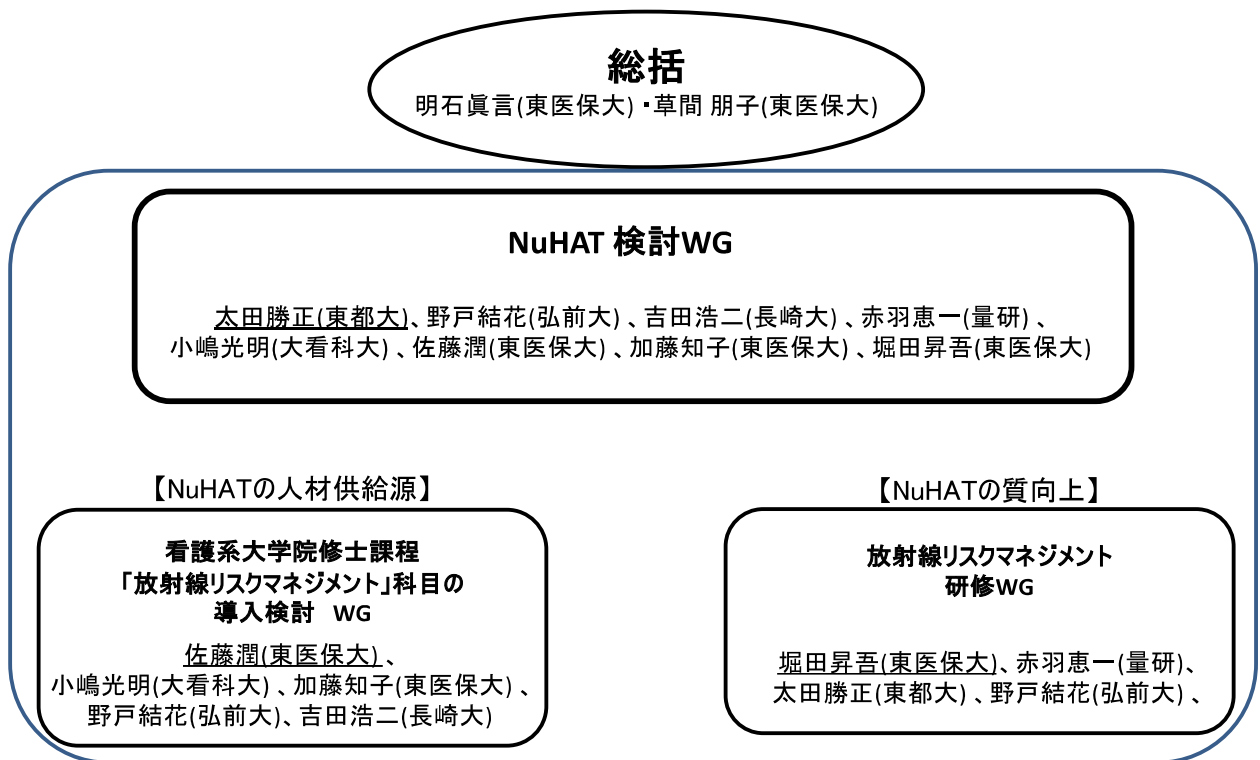 総括
明石眞言(東医保大)・草間 朋子(東医保大)
NuHAT 検討WG
太田勝正(東都大)、野戸結花(弘前大)、吉田浩二(長崎大)、赤羽恵一(量研)、
小嶋光明(大看科大)、佐藤潤(東医保大)、加藤知子(東医保大)、堀田昇吾(東医保大)
【NuHATの人材供給源】
看護系大学院修士課程
「放射線リスクマネジメント」科目の
導入検討 WG
佐藤潤(東医保大)、
小嶋光明(大看科大)、加藤知子(東医保大)、
野戸結花(弘前大)、吉田浩二(長崎大)
【NuHATの質向上】
放射線リスクマネジメント
研修WG
堀田昇吾(東医保大)、赤羽恵一(量研)、
太田勝正(東都大)、野戸結花(弘前大)、